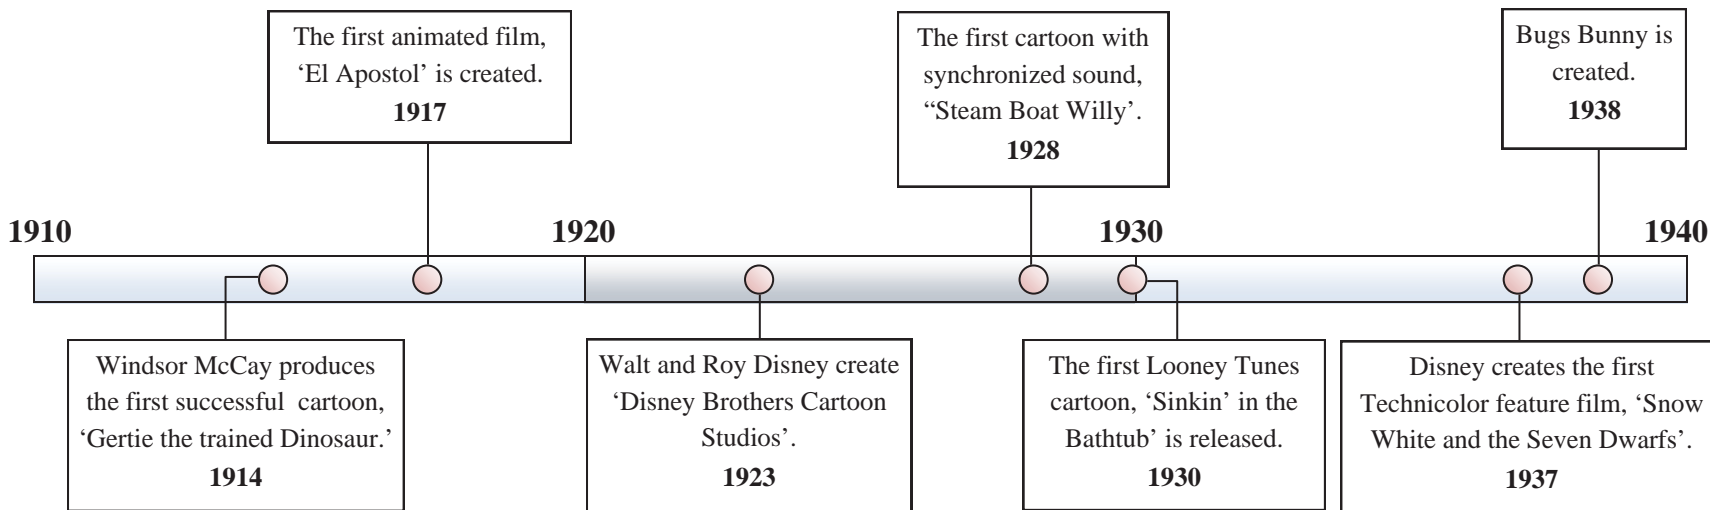 The first animated film,
‘El Apostol’ is created.
1917
The first cartoon with
synchronized sound,
“Steam Boat Willy’.
1928
Bugs Bunny is
created.
1938
1910
1920
1930
1940
Windsor McCay produces
the first successful cartoon,
‘Gertie the trained Dinosaur.’
1914
Walt and Roy Disney create
‘Disney Brothers Cartoon
Studios’.
1923
The first Looney Tunes
cartoon, ‘Sinkin’ in the
Bathtub’ is released.
1930
Disney creates the first
Technicolor feature film, ‘Snow
White and the Seven Dwarfs’.
1937